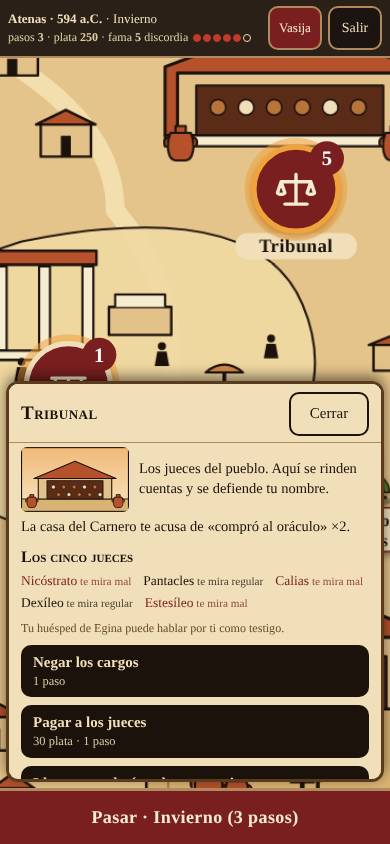 Atenas · 594 a.C. · Invierno
pasos 3 · plata 250 · fama 5 discordia
Vasija
Salir
5
Tribunal
1
Tribunal
Cerrar
Los jueces del pueblo. Aquí se rinden
cuentas y se defiende tu nombre.
La casa del Carnero te acusa de «compró al oráculo» ×2.
Los cinco jueces
Nicóstrato te mira mal Pantacles te mira regular Calias te mira mal
Dexíleo te mira regular Estesíleo te mira mal
Tu huésped de Egina puede hablar por ti como testigo.
Negar los cargos
1 paso
Pagar a los jueces
30 plata · 1 paso
Pasar · Invierno (3 pasos)